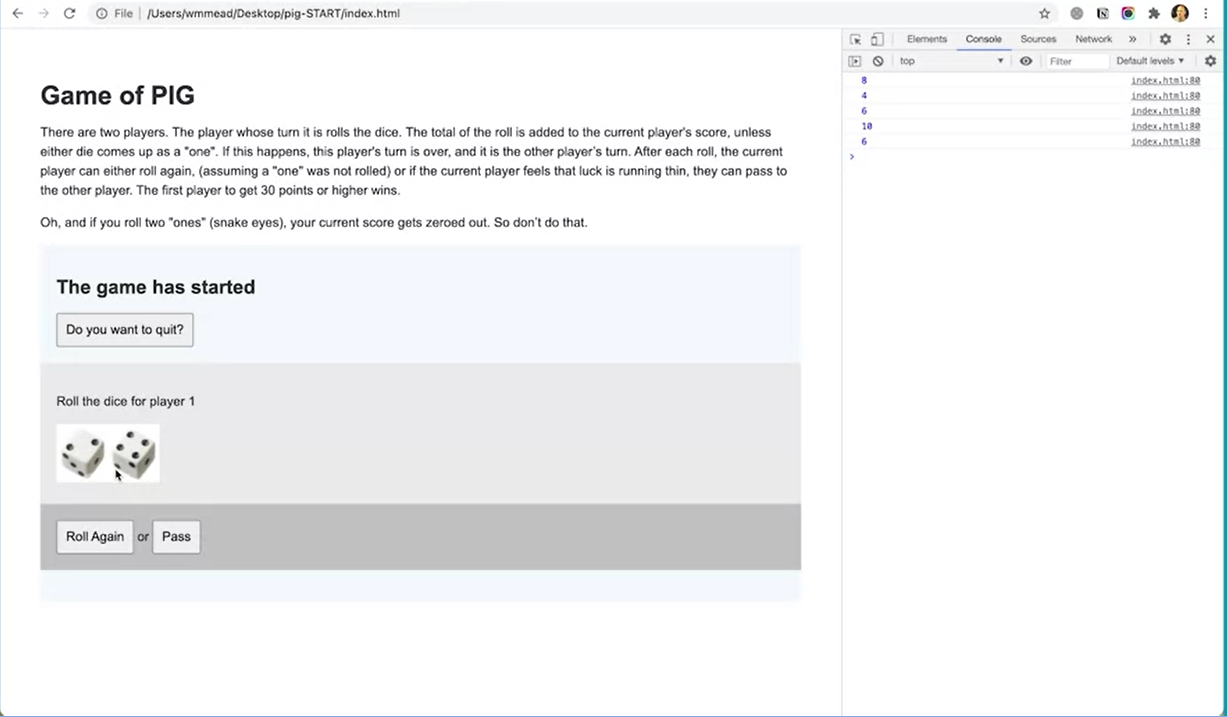 File | /Users/wmmead/Desktop/pig-START/index.html
Elements Console Sources Network »
top Filter Default levels
Game of PIG
There are two players. The player whose turn it is rolls the dice. The total of the roll is added to the current player's score, unless
either die comes up as a "one". If this happens, this player's turn is over, and it is the other player's turn. After each roll, the current
player can either roll again, (assuming a "one" was not rolled) or if the current player feels that luck is running thin, they can pass to
the other player. The first player to get 30 points or higher wins.
Oh, and if you roll two "ones" (snake eyes), your current score gets zeroed out. So don't do that.
The game has started
Do you want to quit?
Roll the dice for player 1
Roll Again or Pass
8 index.html:80
4 index.html:80
6 index.html:80
10 index.html:80
6 index.html:80
>